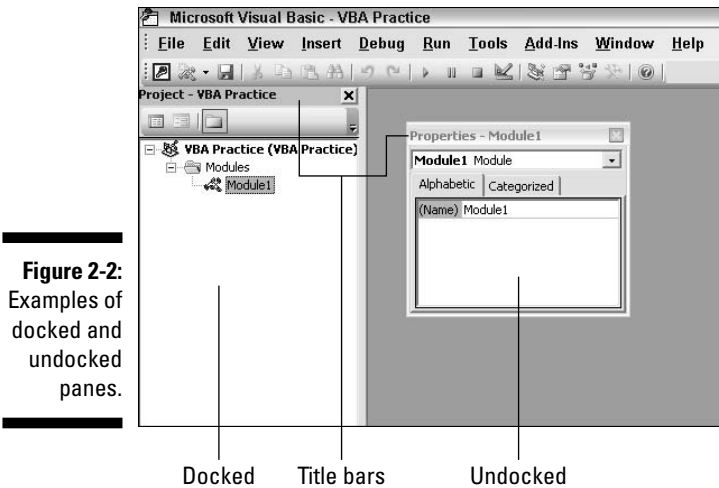 Microsoft Visual Basic - VBA Practice
File Edit View Insert Debug Run Tools Add-Ins Window Help
Project - VBA Practice
VBA Practice (VBA Practice)
Modules
Module1
Properties - Module1
Module1 Module
Alphabetic Categorized
(Name) Module1
Figure 2-2:
Examples of
docked and
undocked
panes.
Docked Title bars Undocked